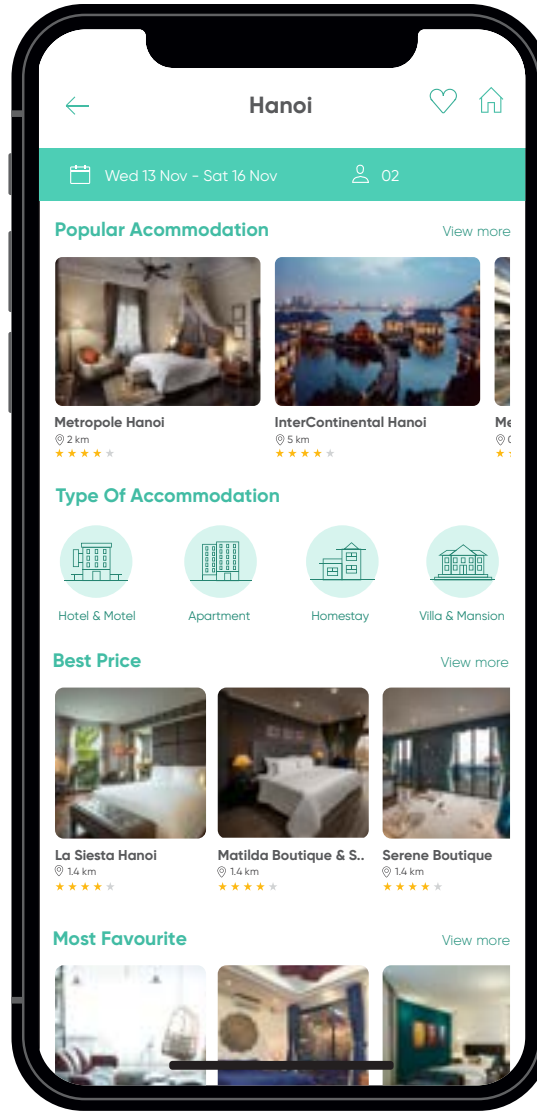 Hanoi
Wed 13 Nov - Sat 16 Nov 02
Popular Acommodation View more
Metropole Hanoi InterContinental Hanoi Me
2 km 5 km
Type Of Accommodation
Hotel & Motel Apartment Homestay Villa & Mansion
Best Price View more
La Siesta Hanoi Matilda Boutique & S.. Serene Boutique
1.4 km 1.4 km 1.4 km
Most Favourite View more